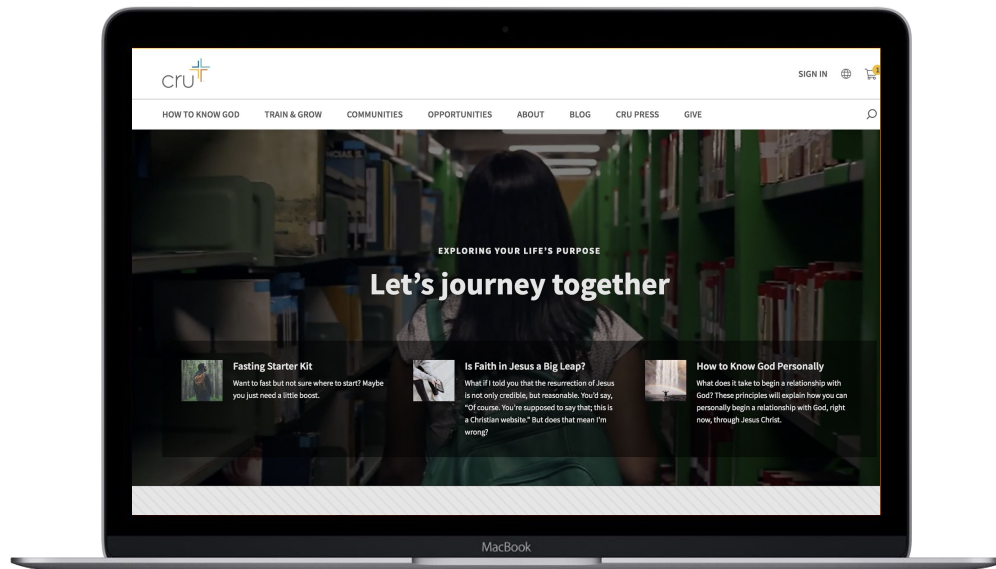 cru
SIGN IN
1
HOW TO KNOW GOD TRAIN & GROW COMMUNITIES OPPORTUNITIES ABOUT BLOG CRU PRESS GIVE
EXPLORING YOUR LIFE'S PURPOSE
Let's journey together
Fasting Starter Kit
Want to fast but not sure where to start? Maybe
you just need a little boost.
Is Faith in Jesus a Big Leap?
What if I told you that the resurrection of Jesus
is not only credible, but reasonable. You'd say,
"Of course. You're supposed to say that; this is
a Christian website." But does that mean I'm
wrong?
How to Know God Personally
What does it take to begin a relationship with
God? These principles will explain how you can
personally begin a relationship with God, right
now, through Jesus Christ.
MacBook